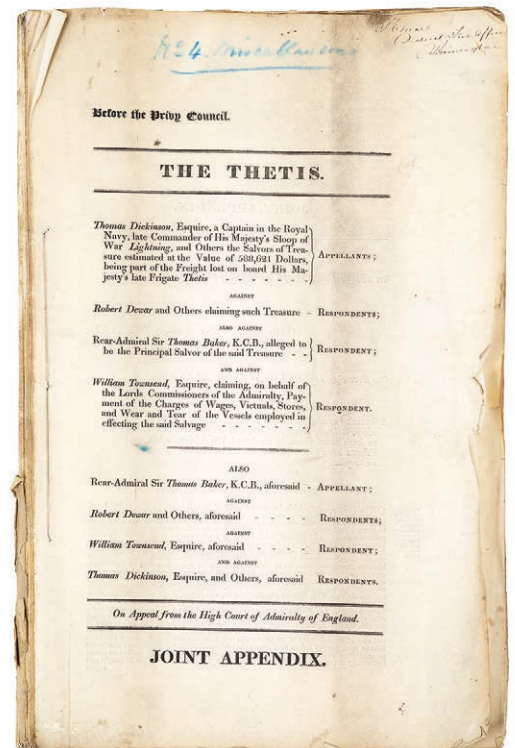 No 4 Miscellaneous
Before the Privy Council.
THE THETIS.
Thomas Dickinson, Esquire, a Captain in the Royal
Navy, late Commander of His Majesty's Sloop of
War Lightning, and Others the Salvors of Trea-
sure estimated at the Value of 588,621 Dollars,
being part of the Freight lost on board His Ma-
jesty's late Frigate Thetis - - - - - - -
APPELLANTS;
AGAINST
Robert Dewar and Others claiming such Treasure - RESPONDENTS;
ALSO AGAINST
Rear-Admiral Sir Thomas Baker, K.C.B., alleged to
be the Principal Salvor of the said Treasure - -
RESPONDENT;
AND AGAINST
William Townsend, Esquire, claiming, on behalf of
the Lords Commissioners of the Admiralty, Pay-
ment of the Charges of Wages, Victuals, Stores,
and Wear and Tear of the Vessels employed in
effecting the said Salvage - - - - - - -
RESPONDENT.
ALSO
Rear-Admiral Sir Thomas Baker, K.C.B., aforesaid - APPELLANT;
AGAINST
Robert Dewar and Others, aforesaid - - - - RESPONDENTS;
AGAINST
William Townsend, Esquire, aforesaid - - - - RESPONDENT;
AND AGAINST
Thomas Dickinson, Esquire, and Others, aforesaid RESPONDENTS.
On Appeal from the High Court of Admiralty of England.
JOINT APPENDIX.